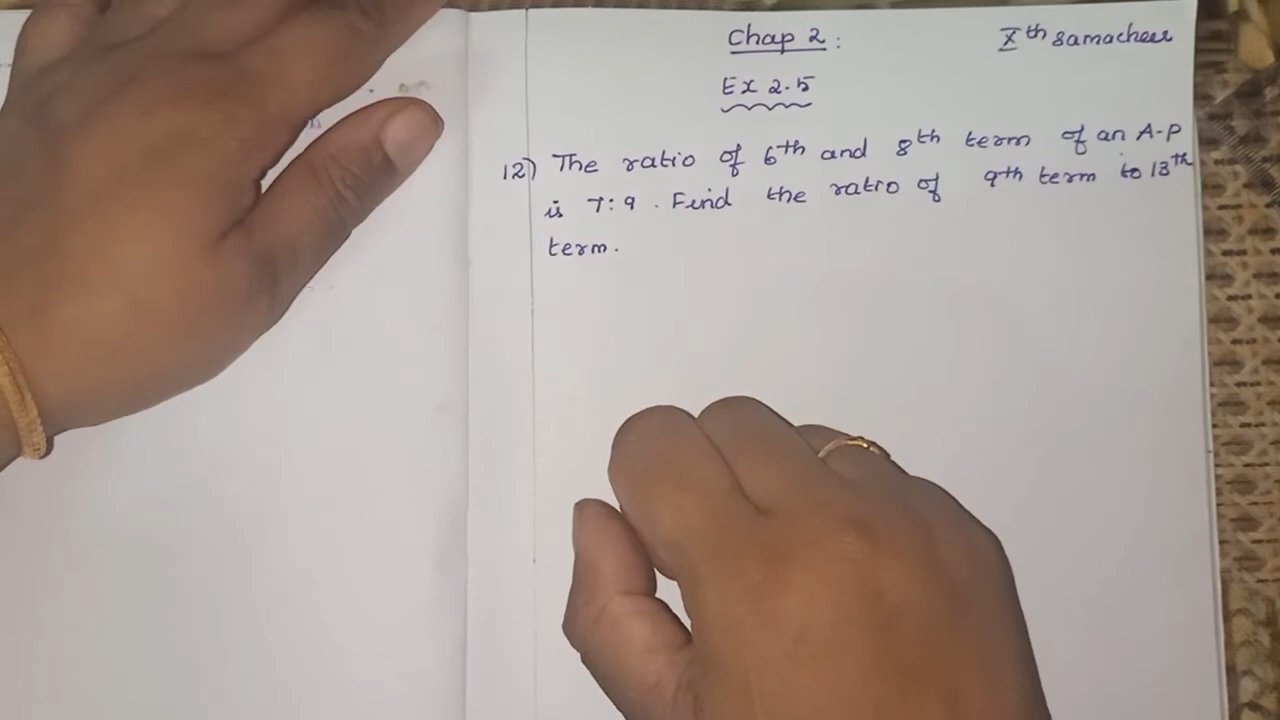 Chap 2 :
Xth samacheer
Ex 2.5
12) The ratio of 6th and 8th term of an A-P
is 7:9 . Find the ratio of 9th term to 13th
term.